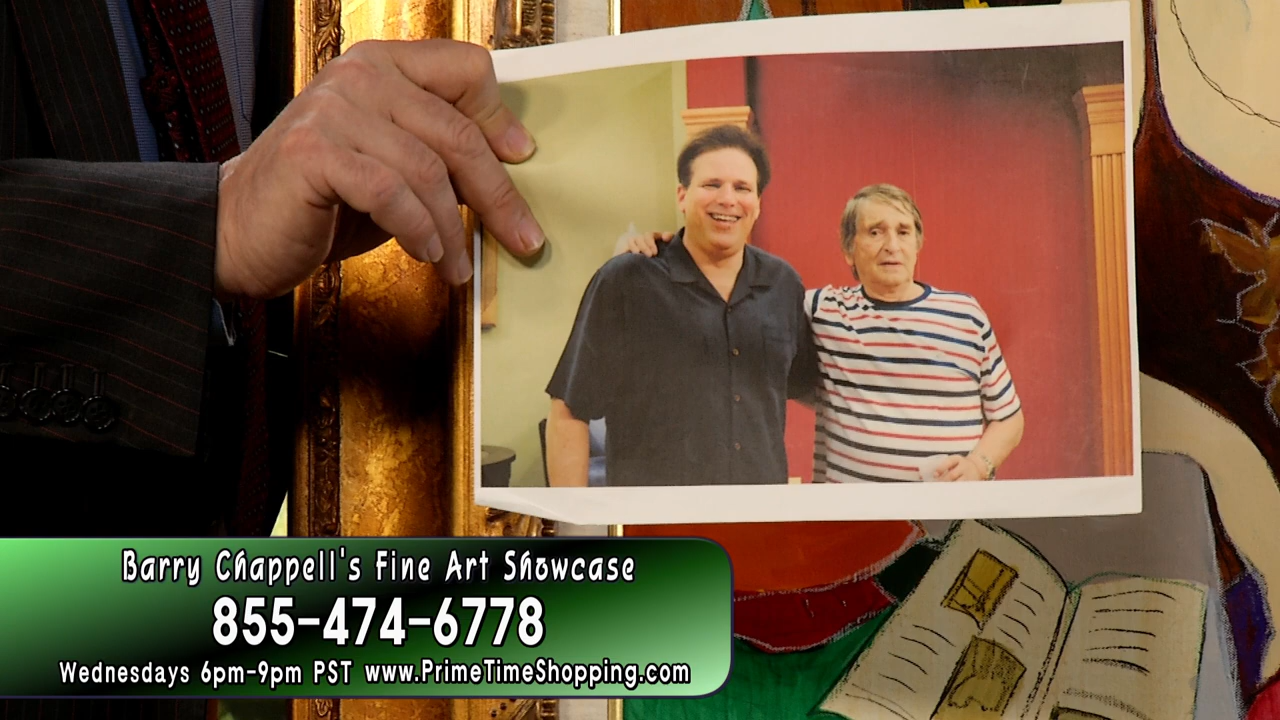 Barry Chappell's Fine Art Showcase
855-474-6778
Wednesdays 6pm-9pm PST www.PrimeTimeShopping.com